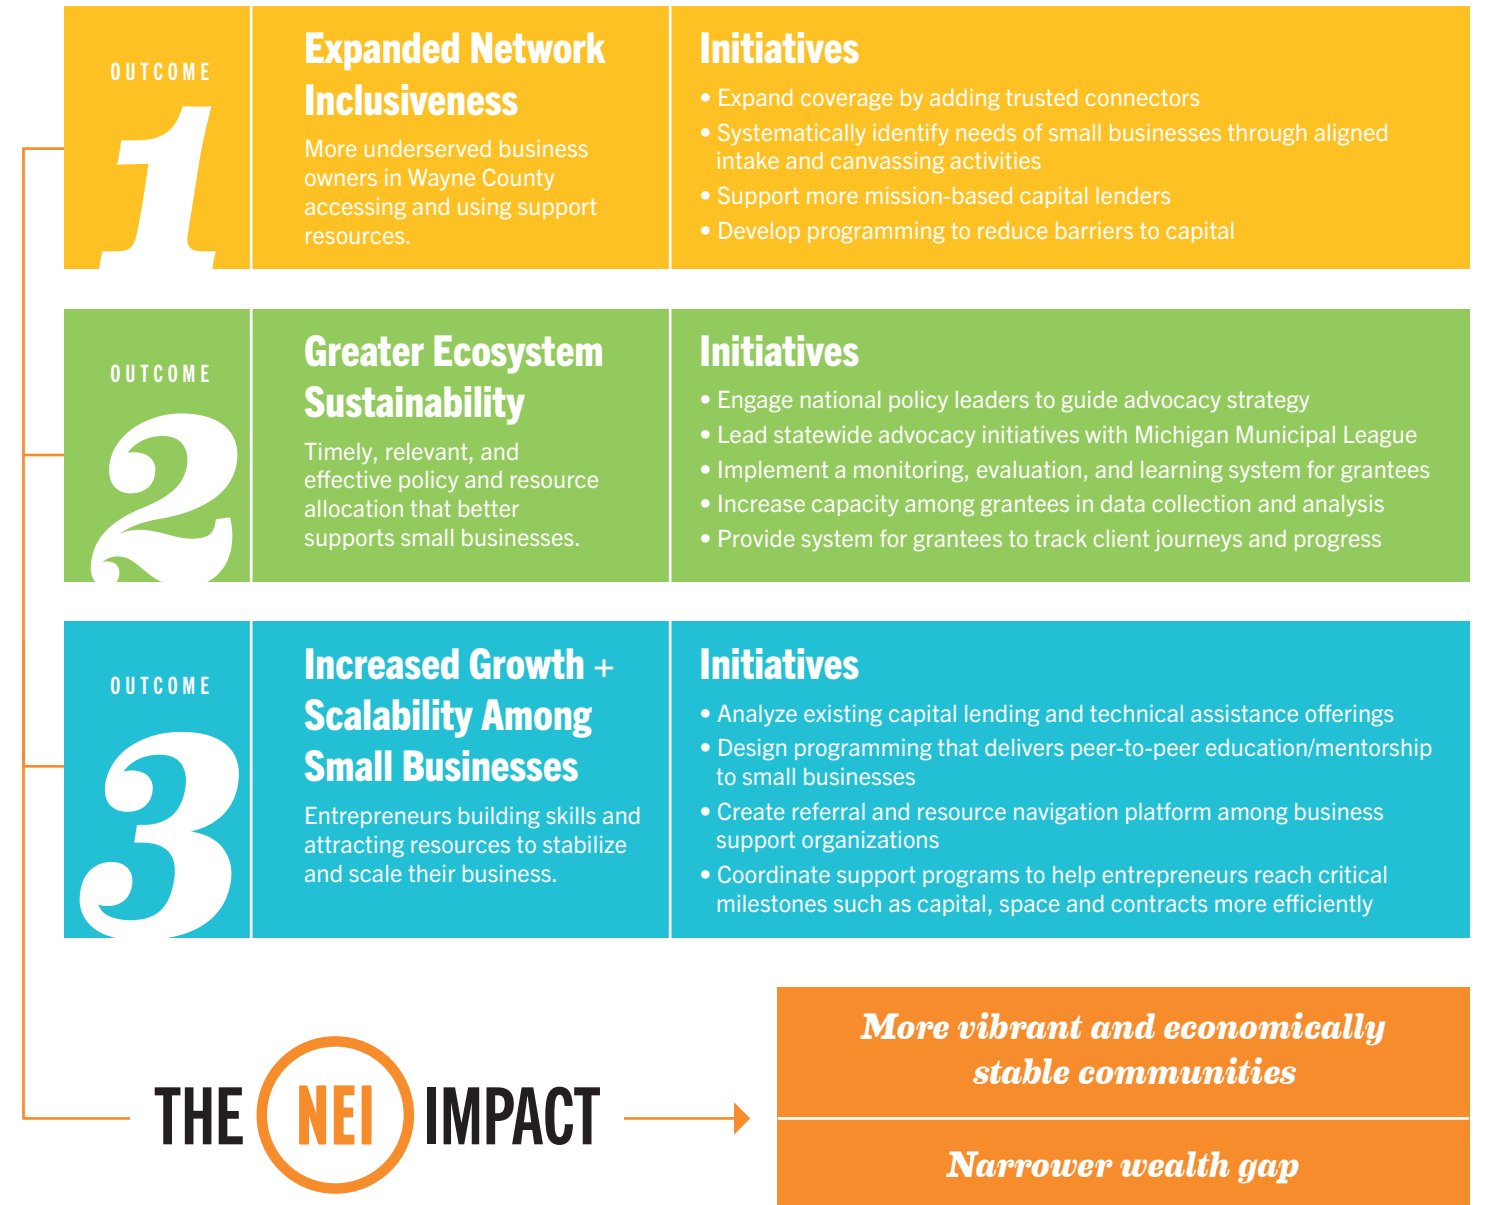 OUTCOME
1
Expanded Network
Inclusiveness
More underserved business
owners in Wayne County
accessing and using support
resources.
Initiatives
• Expand coverage by adding trusted connectors
• Systematically identify needs of small businesses through aligned
intake and canvassing activities
• Support more mission-based capital lenders
• Develop programming to reduce barriers to capital
OUTCOME
2
Greater Ecosystem
Sustainability
Timely, relevant, and
effective policy and resource
allocation that better
supports small businesses.
Initiatives
• Engage national policy leaders to guide advocacy strategy
• Lead statewide advocacy initiatives with Michigan Municipal League
• Implement a monitoring, evaluation, and learning system for grantees
• Increase capacity among grantees in data collection and analysis
• Provide system for grantees to track client journeys and progress
OUTCOME
3
Increased Growth +
Scalability Among
Small Businesses
Entrepreneurs building skills and
attracting resources to stabilize
and scale their business.
Initiatives
• Analyze existing capital lending and technical assistance offerings
• Design programming that delivers peer-to-peer education/mentorship
to small businesses
• Create referral and resource navigation platform among business
support organizations
• Coordinate support programs to help entrepreneurs reach critical
milestones such as capital, space and contracts more efficiently
THE NEI IMPACT
More vibrant and economically
stable communities
Narrower wealth gap